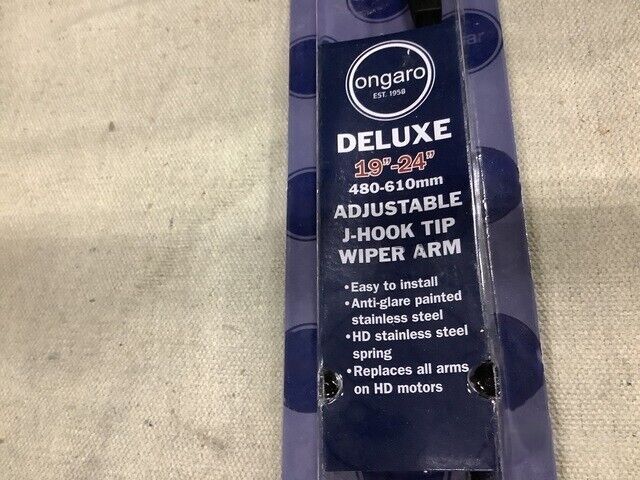 ongaro
EST. 1958
DELUXE
19"-24"
480-610mm
ADJUSTABLE
J-HOOK TIP
WIPER ARM
•Easy to install
•Anti-glare painted
stainless steel
•HD stainless steel
spring
•Replaces all arms
on HD motors